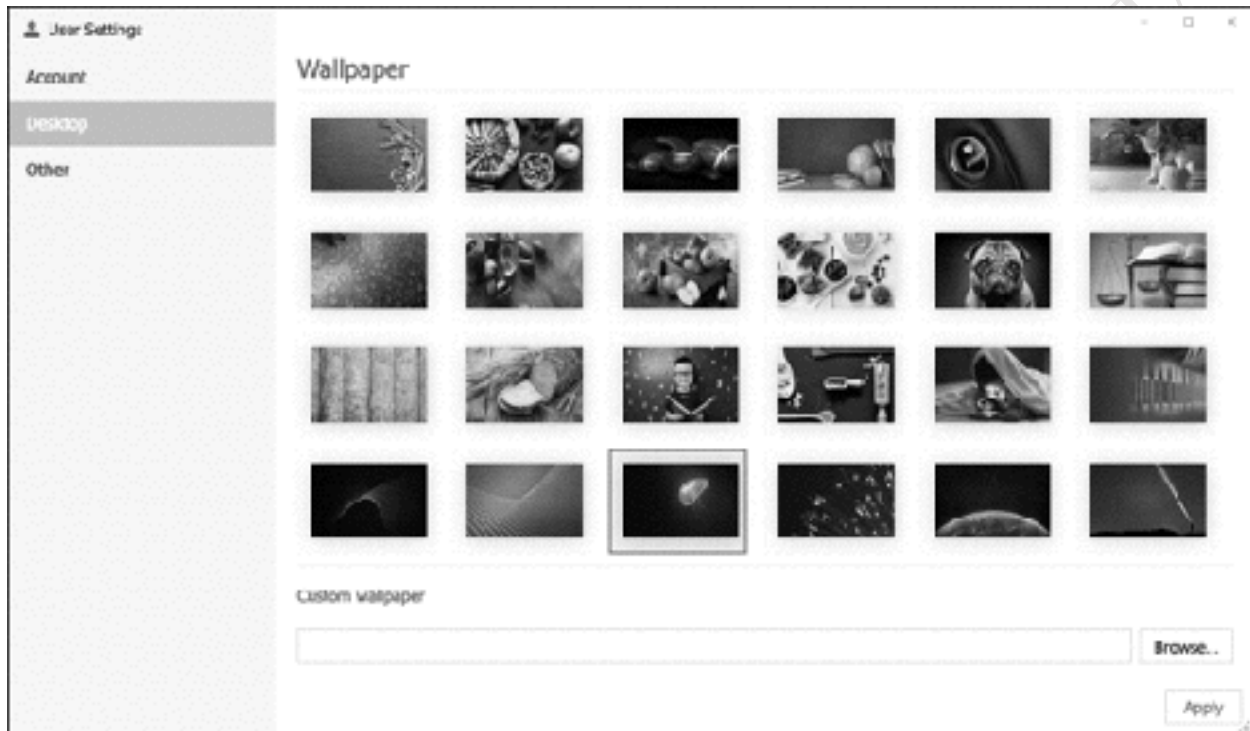 User Settings
Account
Desktop
Other
Wallpaper
Custom Wallpaper
Browse...
Apply